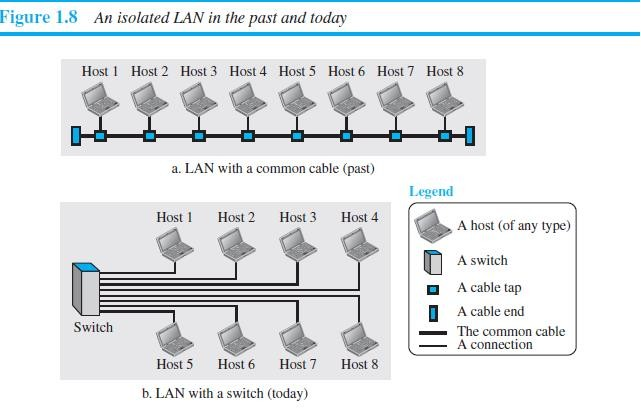 Figure 1.8 An isolated LAN in the past and today
Host 1 Host 2 Host 3 Host 4 Host 5 Host 6 Host 7 Host 8
a. LAN with a common cable (past)
Legend
A host (of any type)
A switch
A cable tap
A cable end
The common cable
A connection
Host 1 Host 2 Host 3 Host 4
Switch
Host 5 Host 6 Host 7 Host 8
b. LAN with a switch (today)